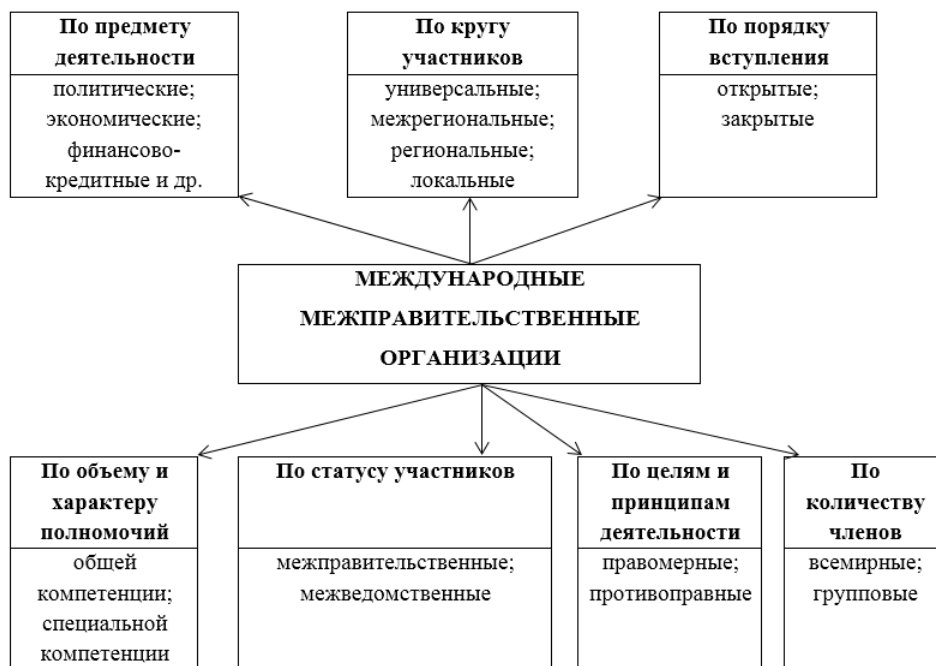 По предмету
деятельности
политические;
экономические;
финансово-
кредитные и др.
По кругу
участников
универсальные;
межрегиональные;
региональные;
локальные
По порядку
вступления
открытые;
закрытые
МЕЖДУНАРОДНЫЕ
МЕЖПРАВИТЕЛЬСТВЕННЫЕ
ОРГАНИЗАЦИИ
По объему и
характеру
полномочий
общей
компетенции;
специальной
компетенции
По статусу участников
межправительственные;
межведомственные
По целям и
принципам
деятельности
правомерные;
противоправные
По
количеству
членов
всемирные;
групповые